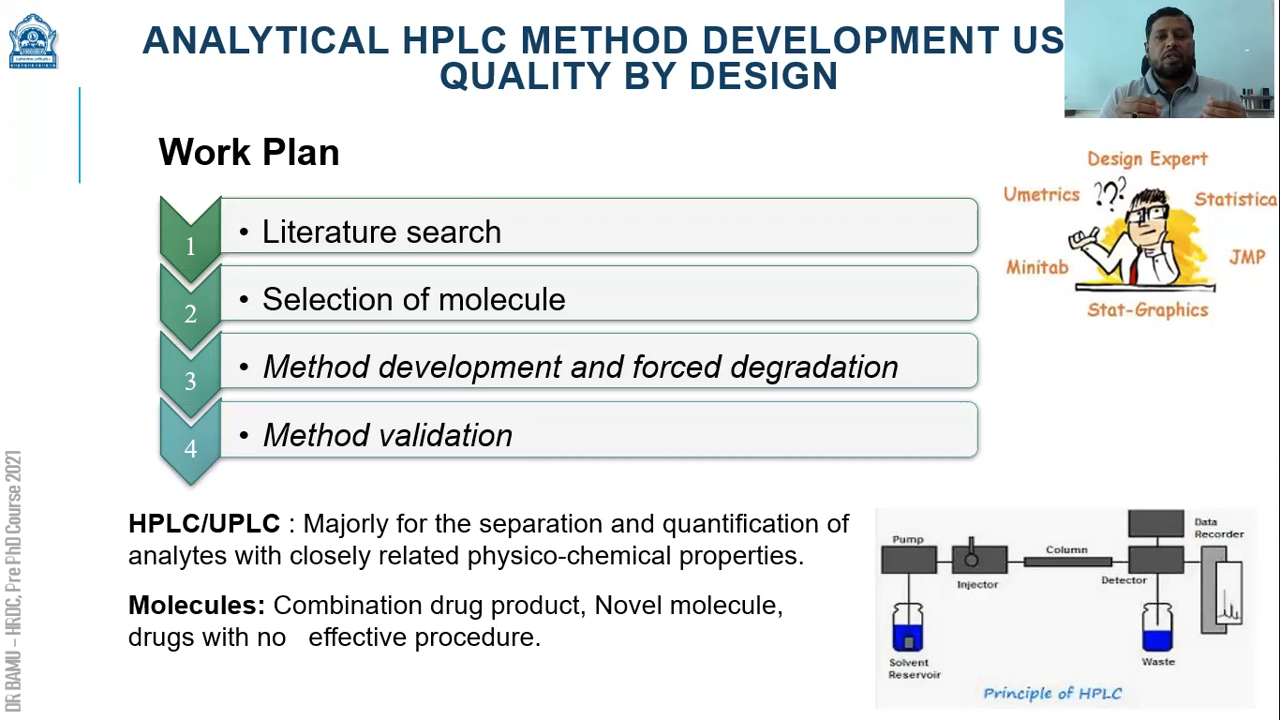 ANALYTICAL HPLC METHOD DEVELOPMENT US
QUALITY BY DESIGN
Work Plan
1
• Literature search
2
• Selection of molecule
3
• Method development and forced degradation
4
• Method validation
HPLC/UPLC : Majorly for the separation and quantification of
analytes with closely related physico-chemical properties.
Molecules: Combination drug product, Novel molecule,
drugs with no effective procedure.
Design Expert
Umetrics
???
Statistica
Minitab
JMP
Stat-Graphics
Pump
Injector
Column
Detector
Data
Recorder
Solvent
Reservoir
Waste
Principle of HPLC
DR BAMU – HRDC, Pre PhD Course 2021